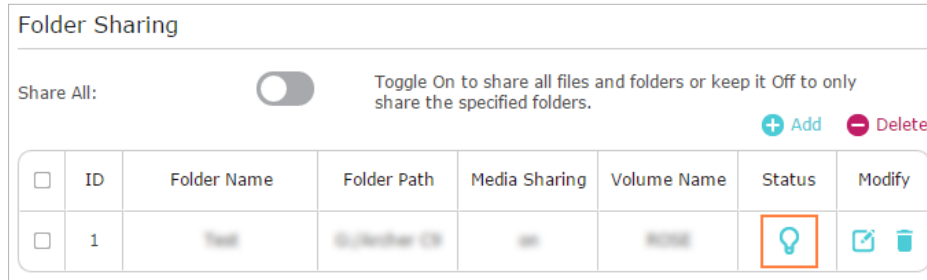 Folder Sharing
Share All:
Toggle On to share all files and folders or keep it Off to only
share the specified folders.
Add Delete
ID Folder Name Folder Path Media Sharing Volume Name Status Modify
1